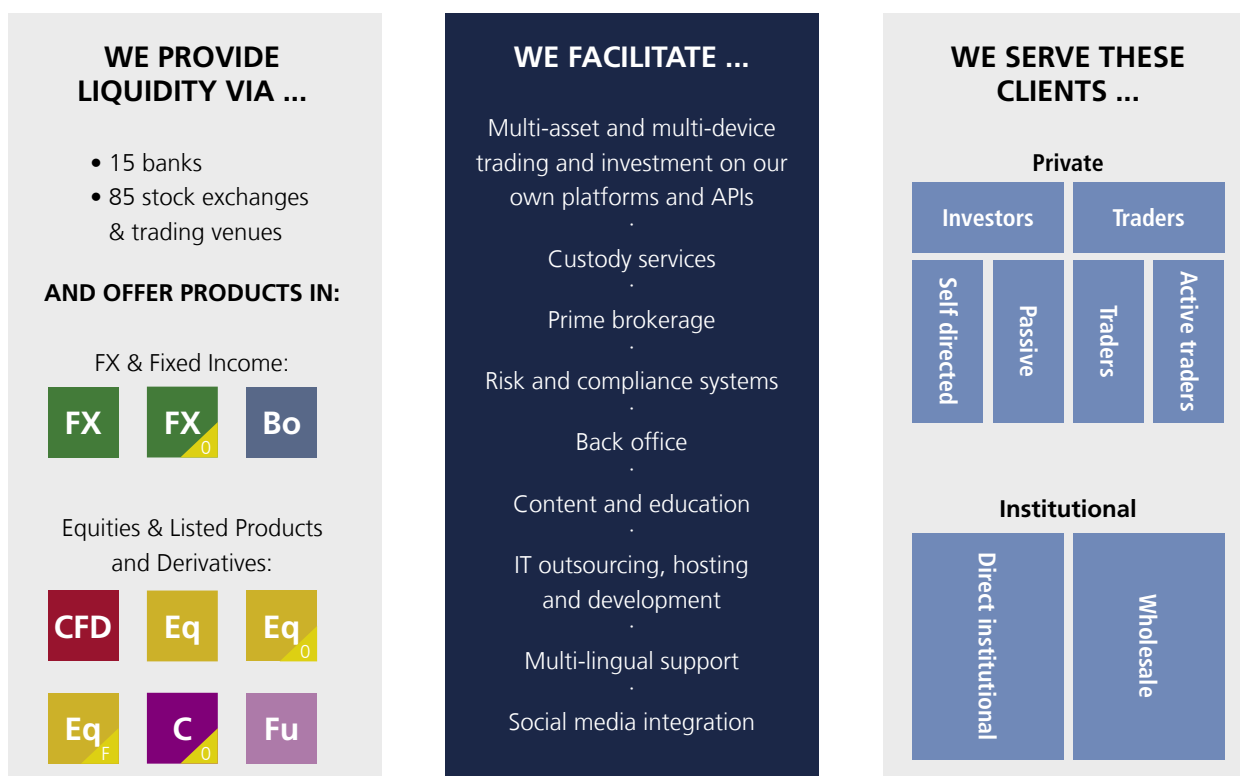 WE PROVIDE
LIQUIDITY VIA ...
• 15 banks
• 85 stock exchanges
& trading venues
AND OFFER PRODUCTS IN:
FX & Fixed Income:
FX
FX
0
Bo
Equities & Listed Products
and Derivatives:
CFD
Eq
Eq
0
Eq
F
C
0
Fu
WE FACILITATE ...
Multi-asset and multi-device
trading and investment on our
own platforms and APIs
·
Custody services
·
Prime brokerage
·
Risk and compliance systems
·
Back office
·
Content and education
·
IT outsourcing, hosting
and development
·
Multi-lingual support
·
Social media integration
WE SERVE THESE
CLIENTS ...
Private
Investors
Traders
Self directed
Passive
Traders
Active traders
Institutional
Direct institutional
Wholesale